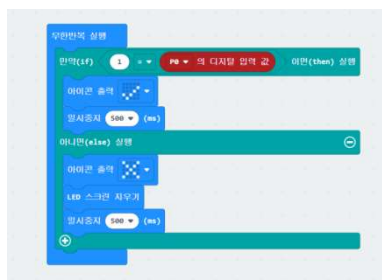 무한반복 실행
만약(if) 1 = P0 의 디지털 입력 값 이면(then) 실행
아이콘 출력
일시중지 500 (ms)
아니면(else) 실행
아이콘 출력
LED 스크린 지우기
일시중지 500 (ms)